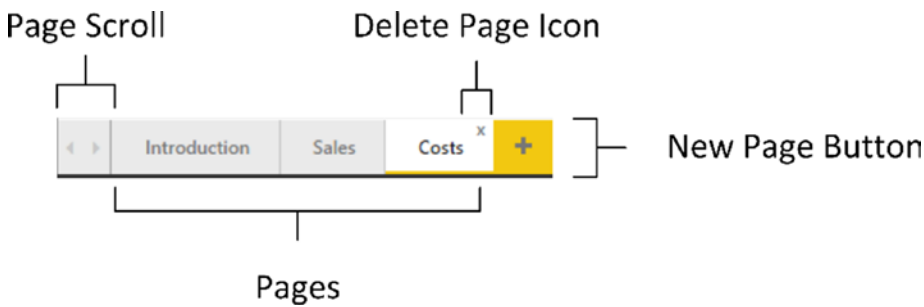 Page Scroll
Delete Page Icon
Introduction
Sales
Costs
x
+
New Page Button
Pages